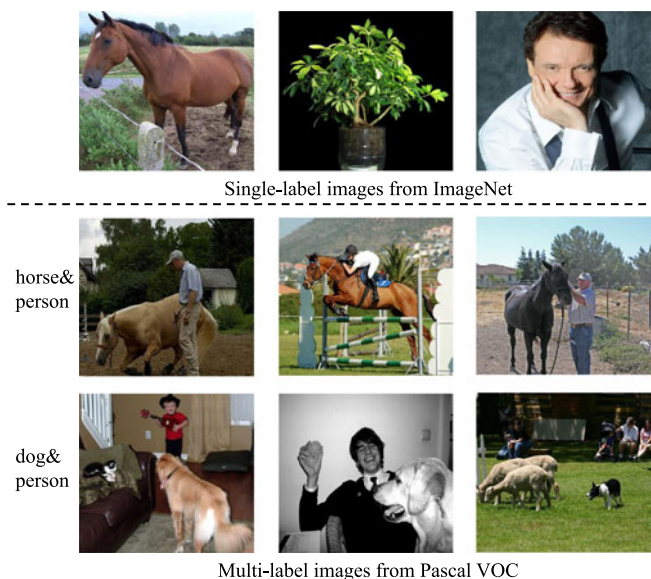 Single-label images from ImageNet
horse&
person
dog&
person
Multi-label images from Pascal VOC